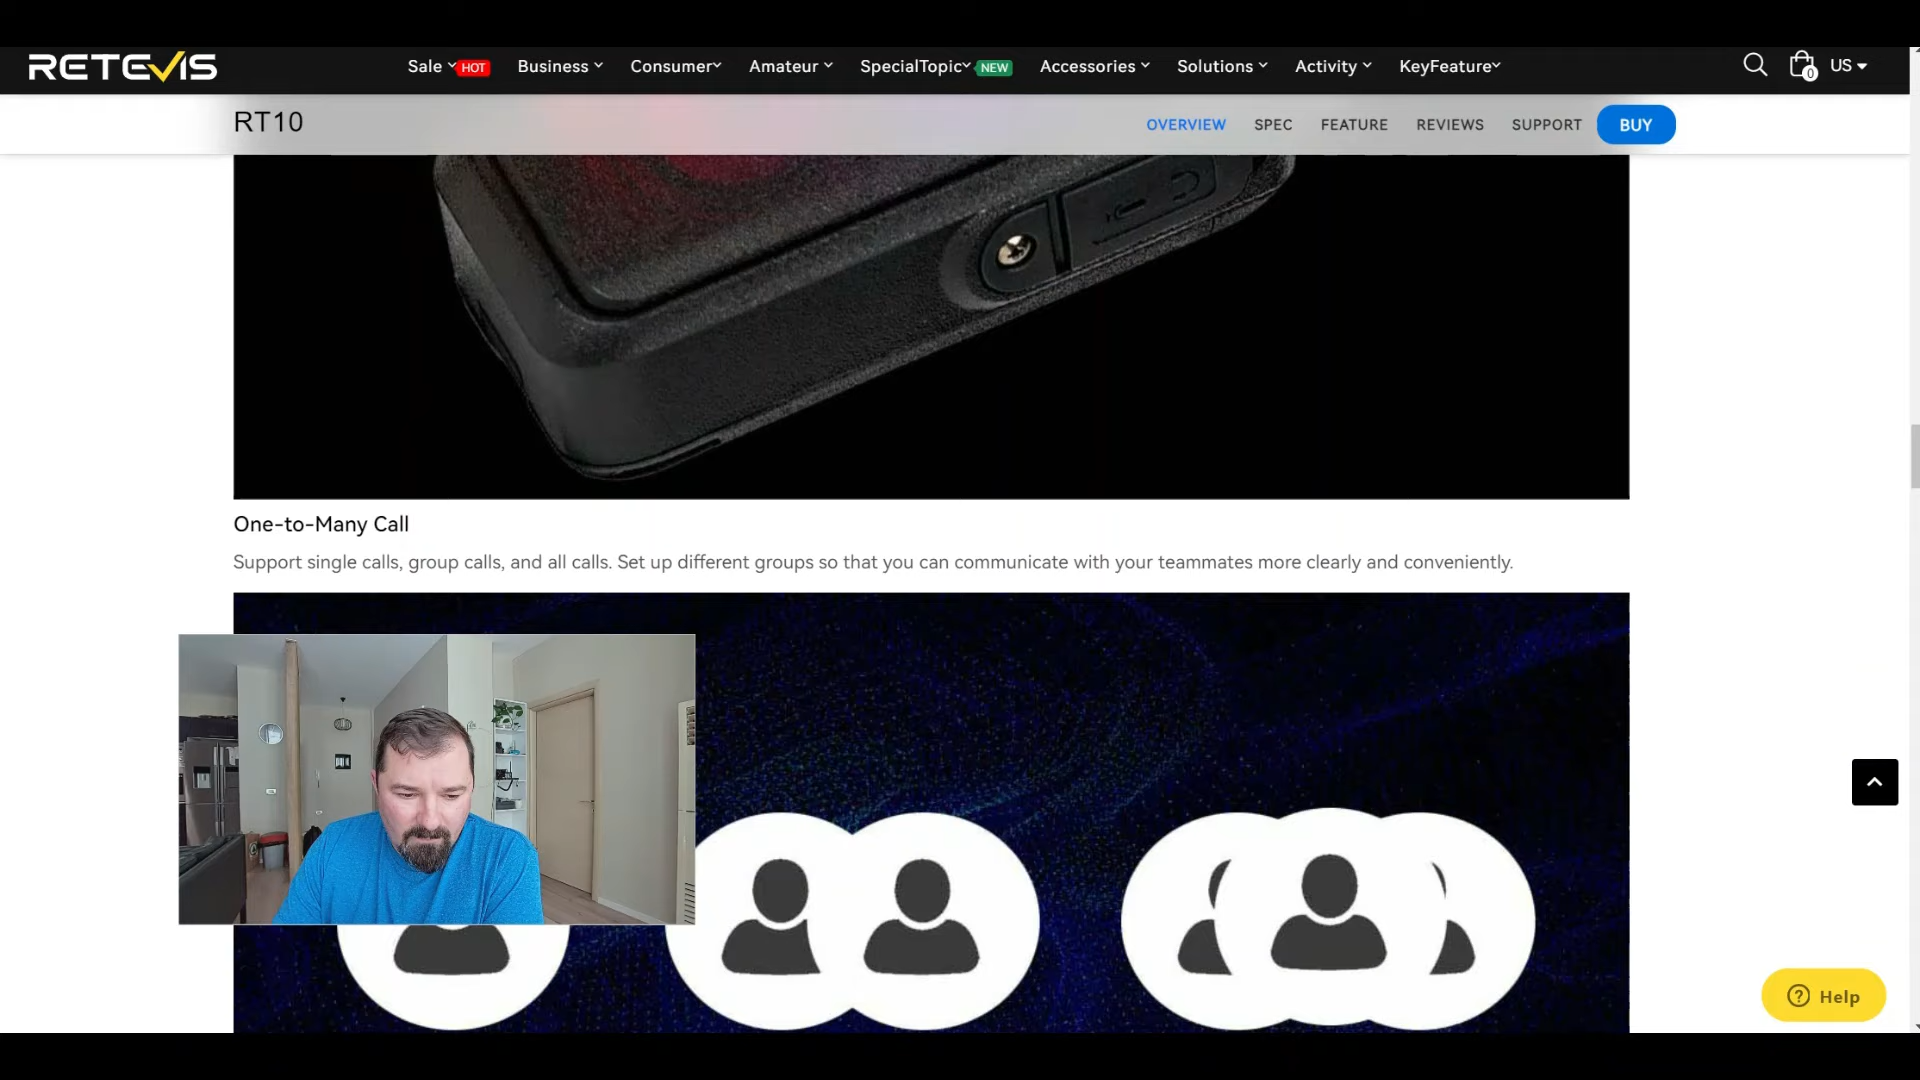 RETEVIS
Sale HOT Business Consumer Amateur SpecialTopic NEW Accessories Solutions Activity KeyFeature
0 US
RT10
OVERVIEW SPEC FEATURE REVIEWS SUPPORT BUY
One-to-Many Call
Support single calls, group calls, and all calls. Set up different groups so that you can communicate with your teammates more clearly and conveniently.
? Help